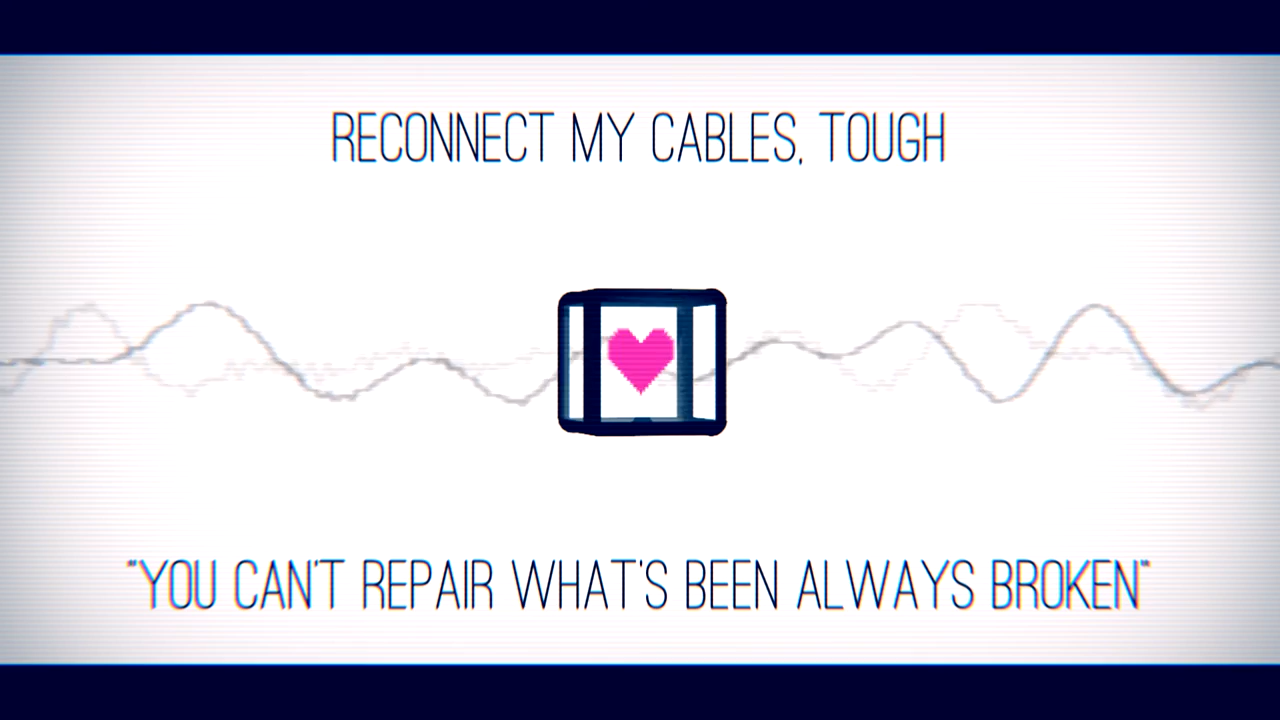 RECONNECT MY CABLES, TOUGH
"YOU CAN'T REPAIR WHAT'S BEEN ALWAYS BROKEN"